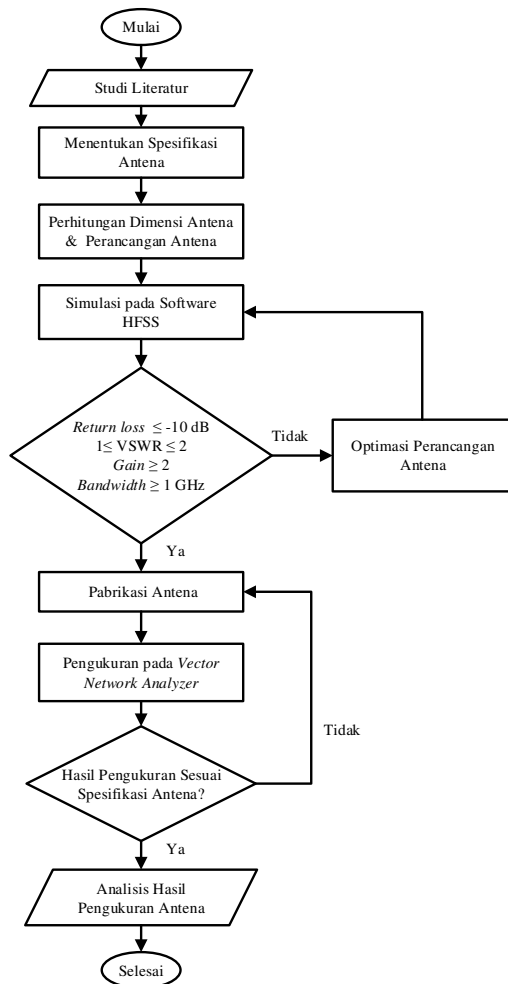 Mulai
Studi Literatur
Menentukan Spesifikasi
Antena
Perhitungan Dimensi Antena
& Perancangan Antena
Simulasi pada Software
HFSS
Return loss ≤ -10 dB
1≤ VSWR ≤ 2
Gain ≥ 2
Bandwidth ≥ 1 GHz
Tidak
Optimasi Perancangan
Antena
Ya
Pabrikasi Antena
Pengukuran pada Vector
Network Analyzer
Tidak
Hasil Pengukuran Sesuai
Spesifikasi Antena?
Ya
Analisis Hasil
Pengukuran Antena
Selesai